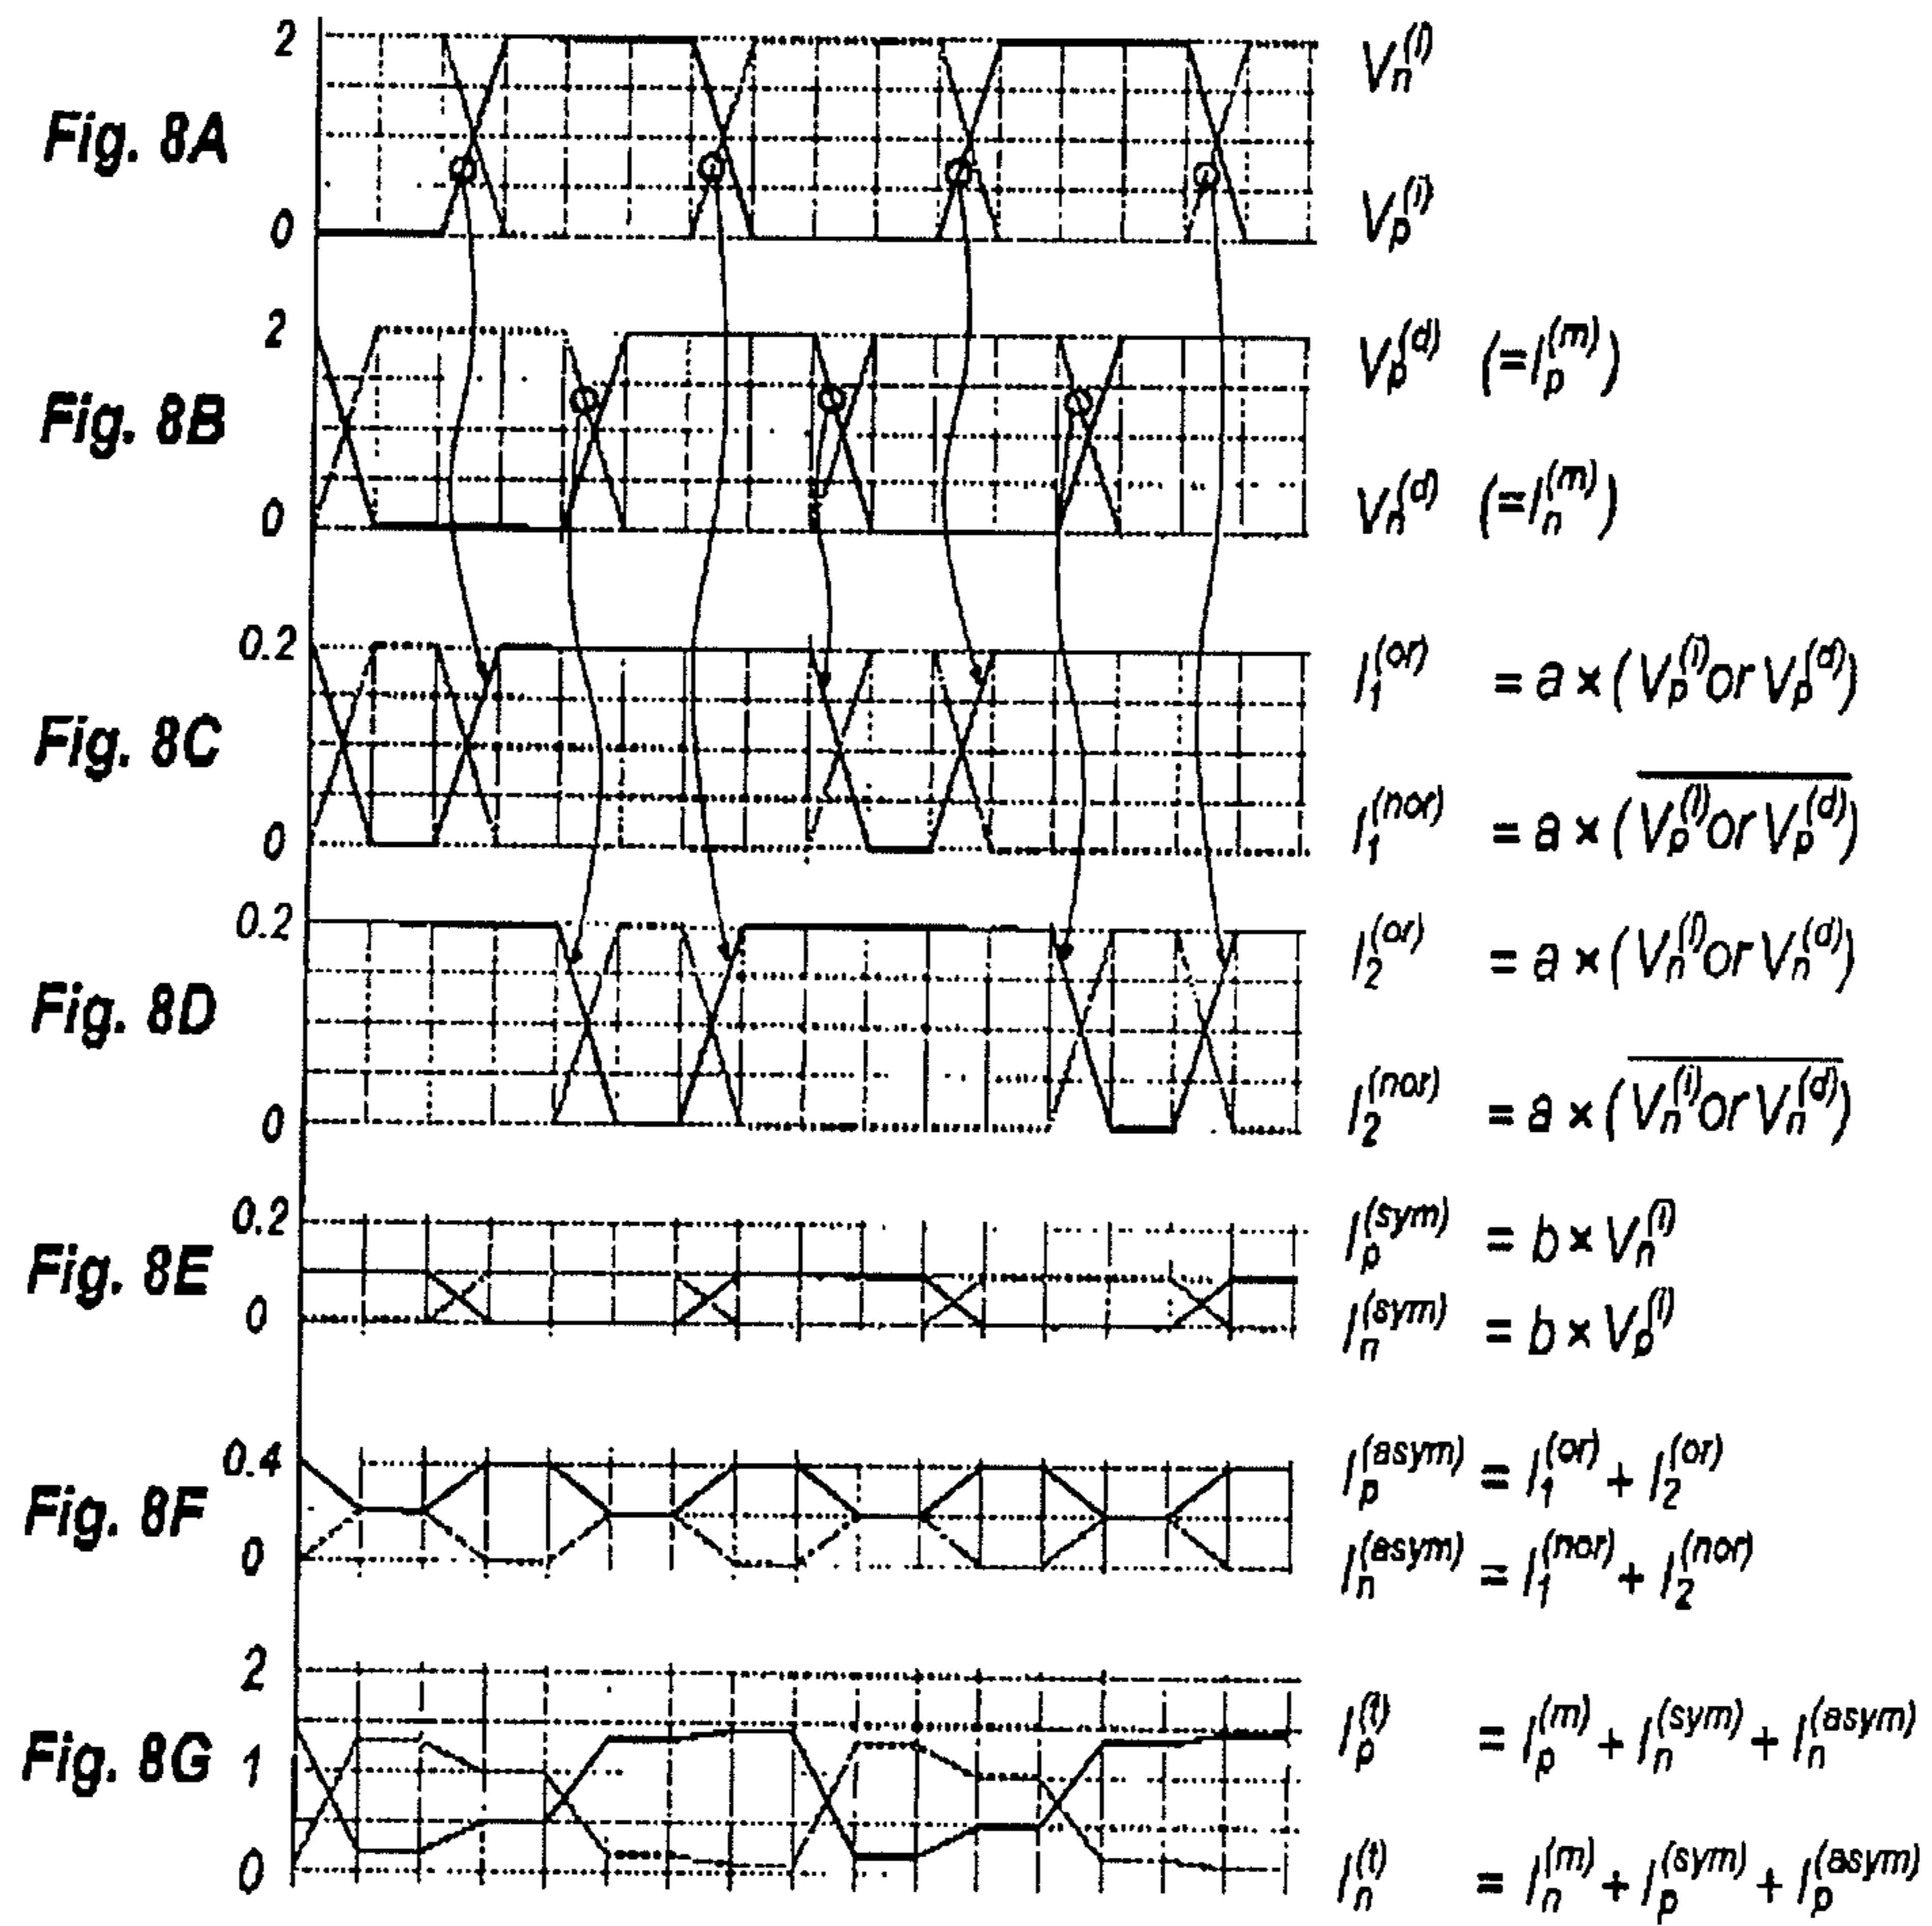 2
V_n^(i)
Fig. 8A
V_p^(i)
0
2
V_p^(d) (=I_p^(m))
Fig. 8B
V_n^(d) (=I_n^(m))
0
0.2
I_1^(or) = a × (V_p^(i) or V_p^(d))
Fig. 8C
I_1^(nor) = a × (\overline{V_p^(i) or V_p^(d)})
0
0.2
I_2^(or) = a × (V_n^(i) or V_n^(d))
Fig. 8D
I_2^(nor) = a × (\overline{V_n^(i) or V_n^(d)})
0
0.2
I_p^(sym) = b × V_n^(i)
Fig. 8E
0
I_n^(sym) = b × V_p^(i)
0.4
I_p^(asym) = I_1^(or) + I_2^(or)
Fig. 8F
0
I_n^(asym) = I_1^(nor) + I_2^(nor)
2
I_p^(t) = I_p^(m) + I_n^(sym) + I_n^(asym)
Fig. 8G
1
0
I_n^(t) = I_n^(m) + I_p^(sym) + I_p^(asym)